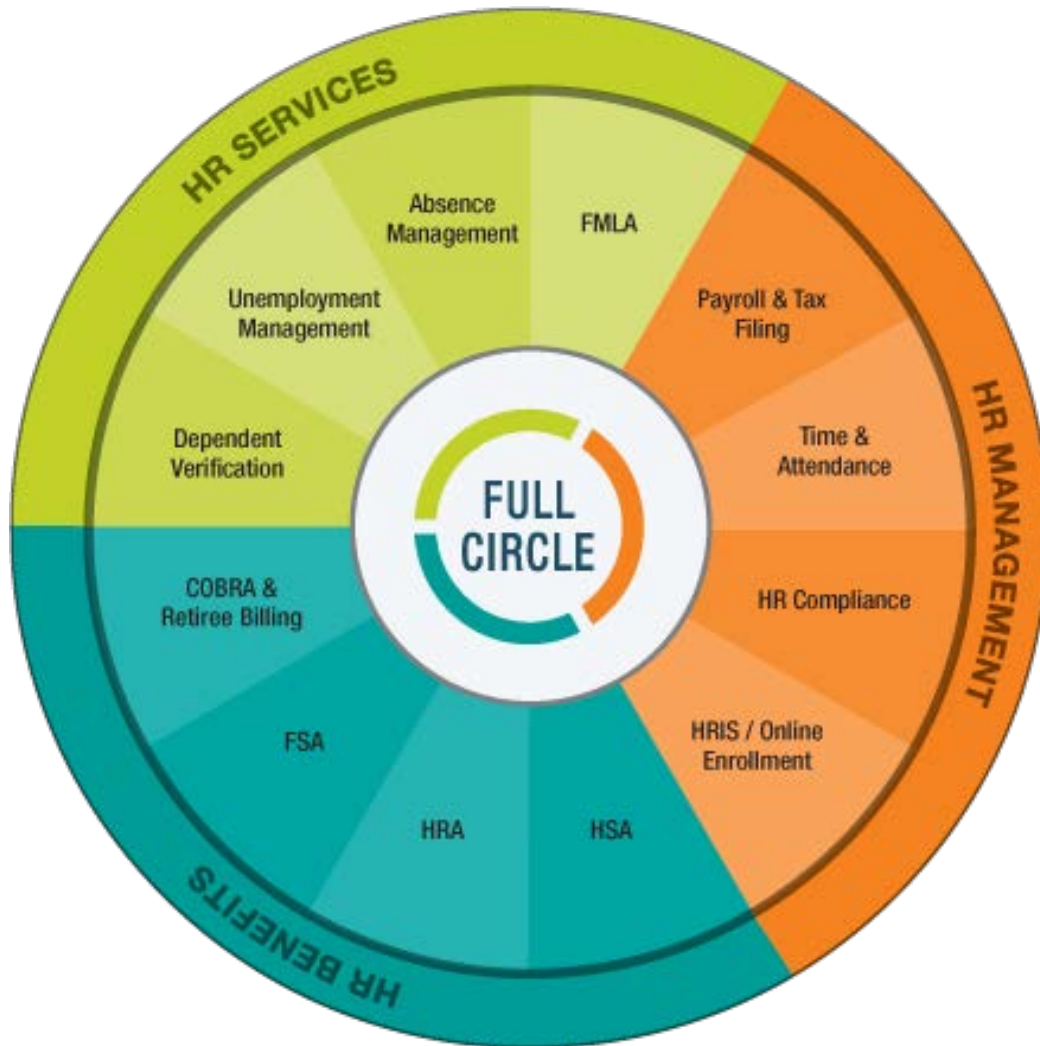 HR SERVICES
Absence
Management
FMLA
Unemployment
Management
Payroll & Tax
Filing
Dependent
Verification
Time &
Attendance
HR MANAGEMENT
FULL
CIRCLE
COBRA &
Retiree Billing
HR Compliance
FSA
HRIS / Online
Enrollment
HRA
HSA
HR BENEFITS